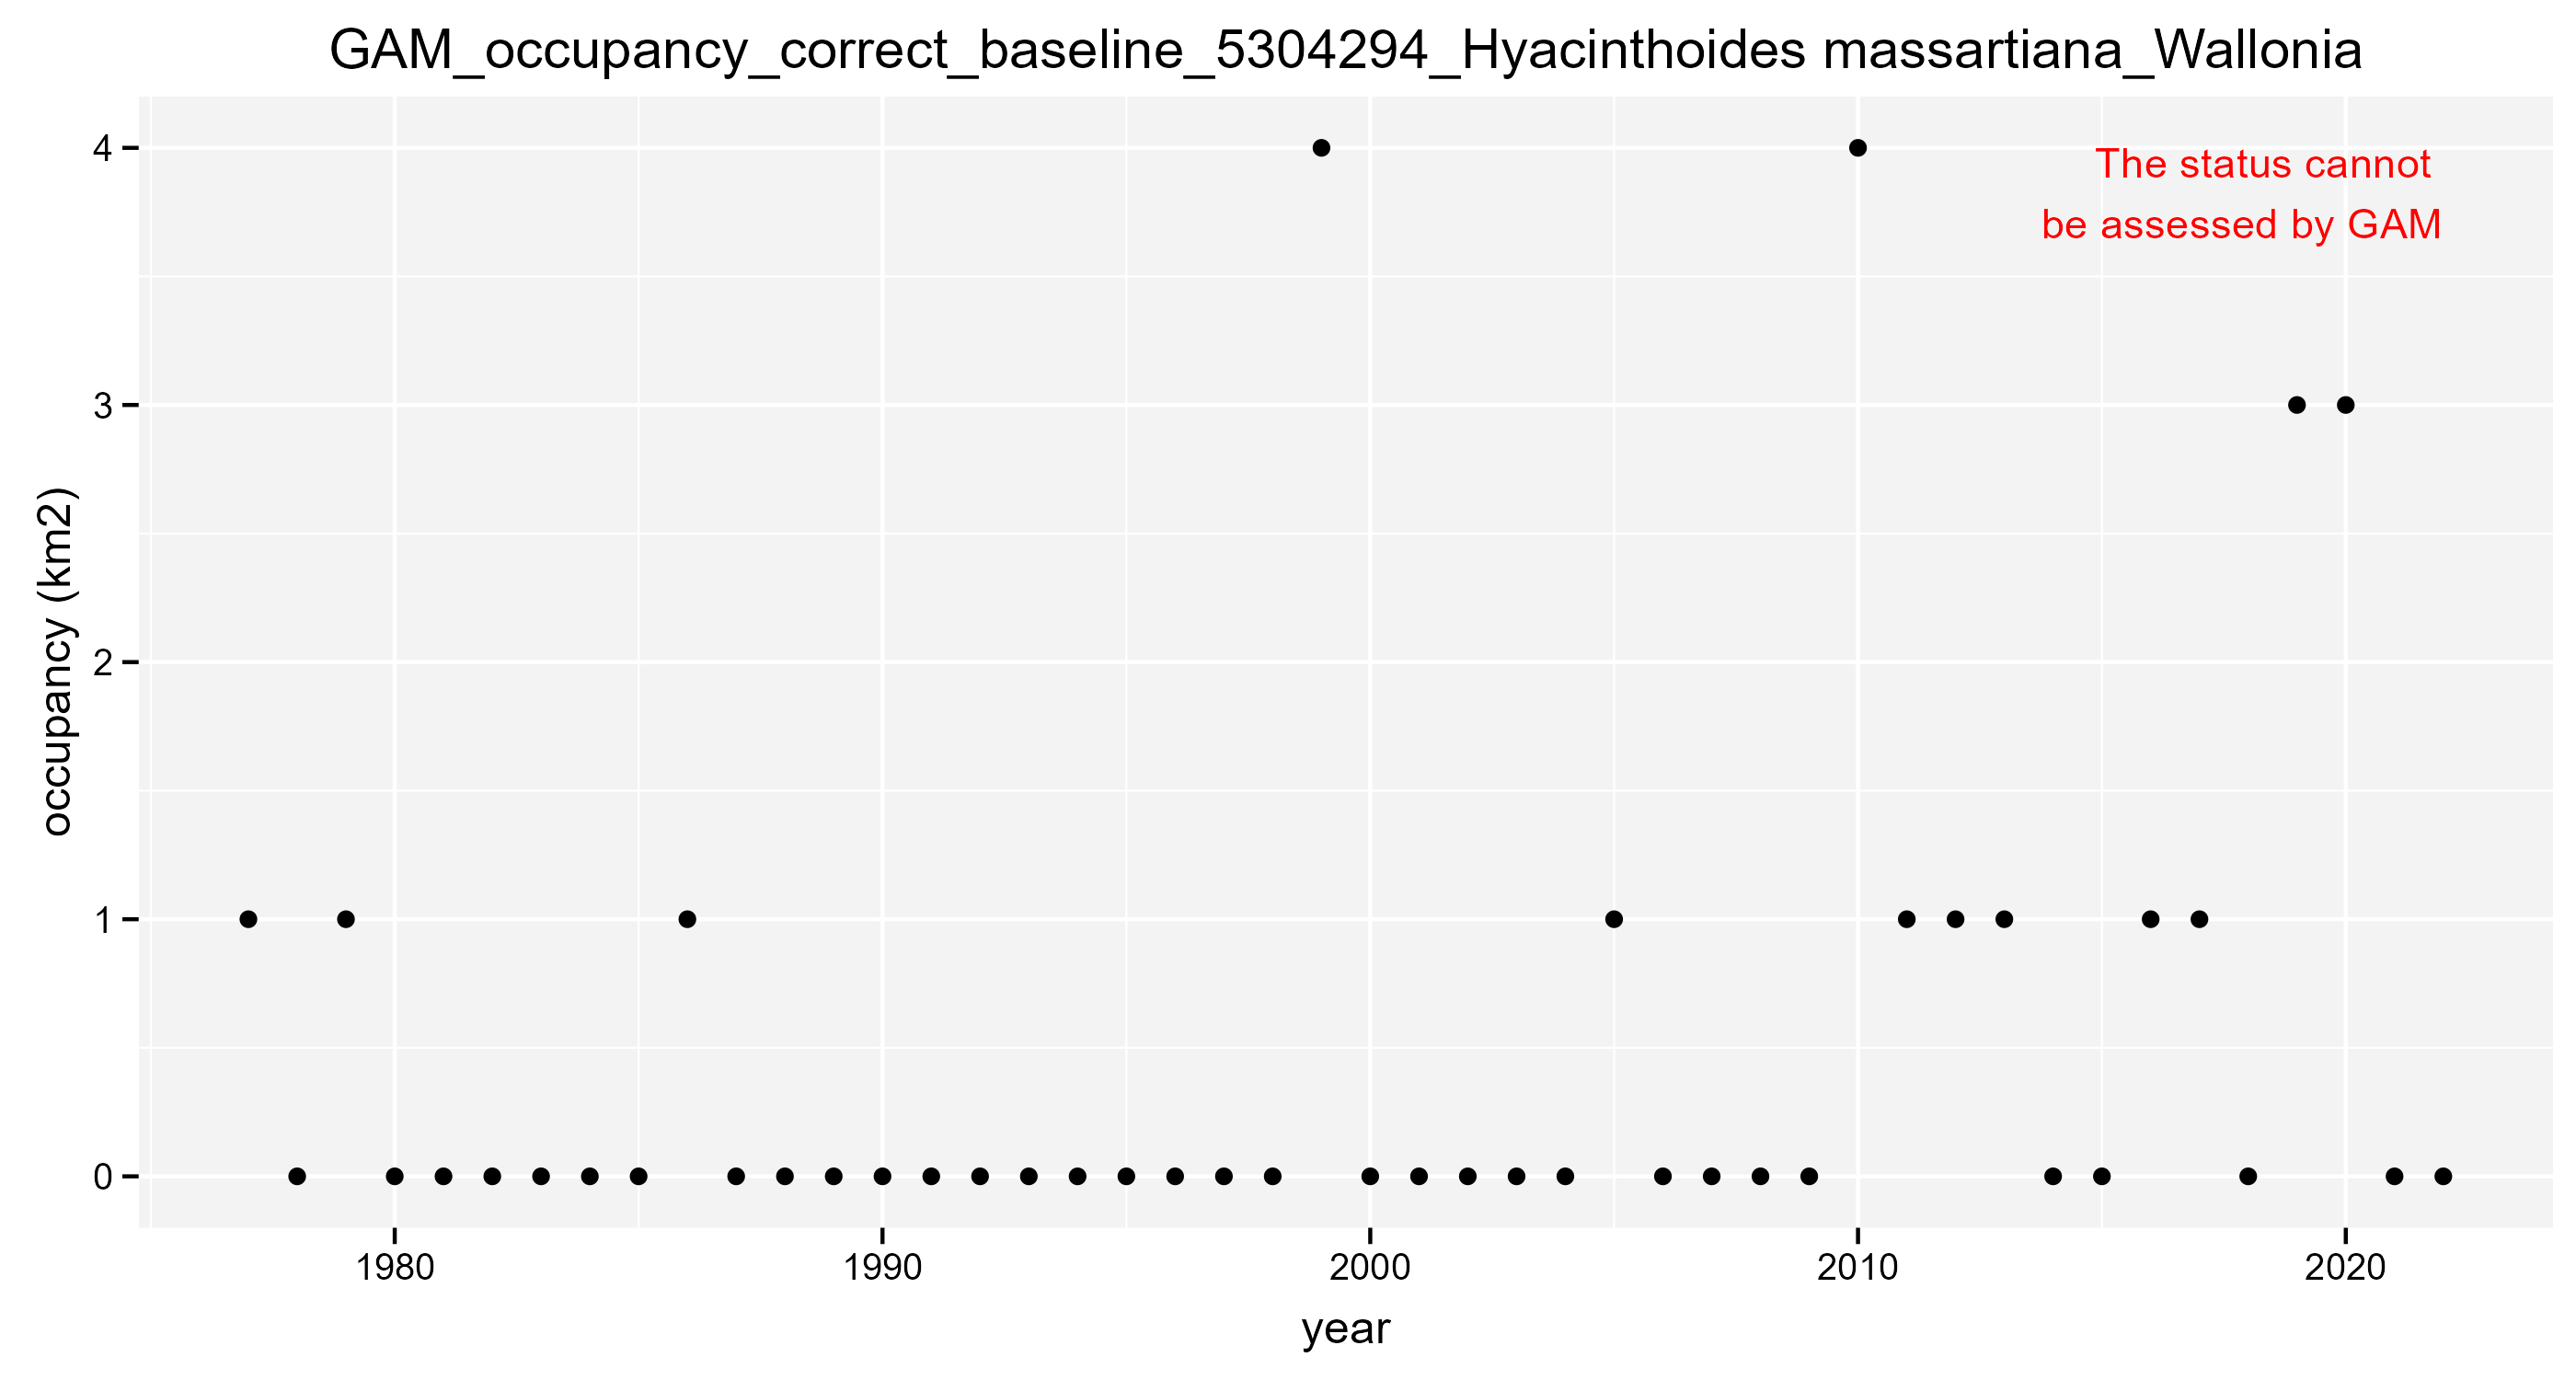 GAM_occupancy_correct_baseline_5304294_Hyacinthoides massartiana_Wallonia
The status cannot
be assessed by GAM
4
3
2
1
0
occupancy (km2)
1980
1990
2000
2010
2020
year